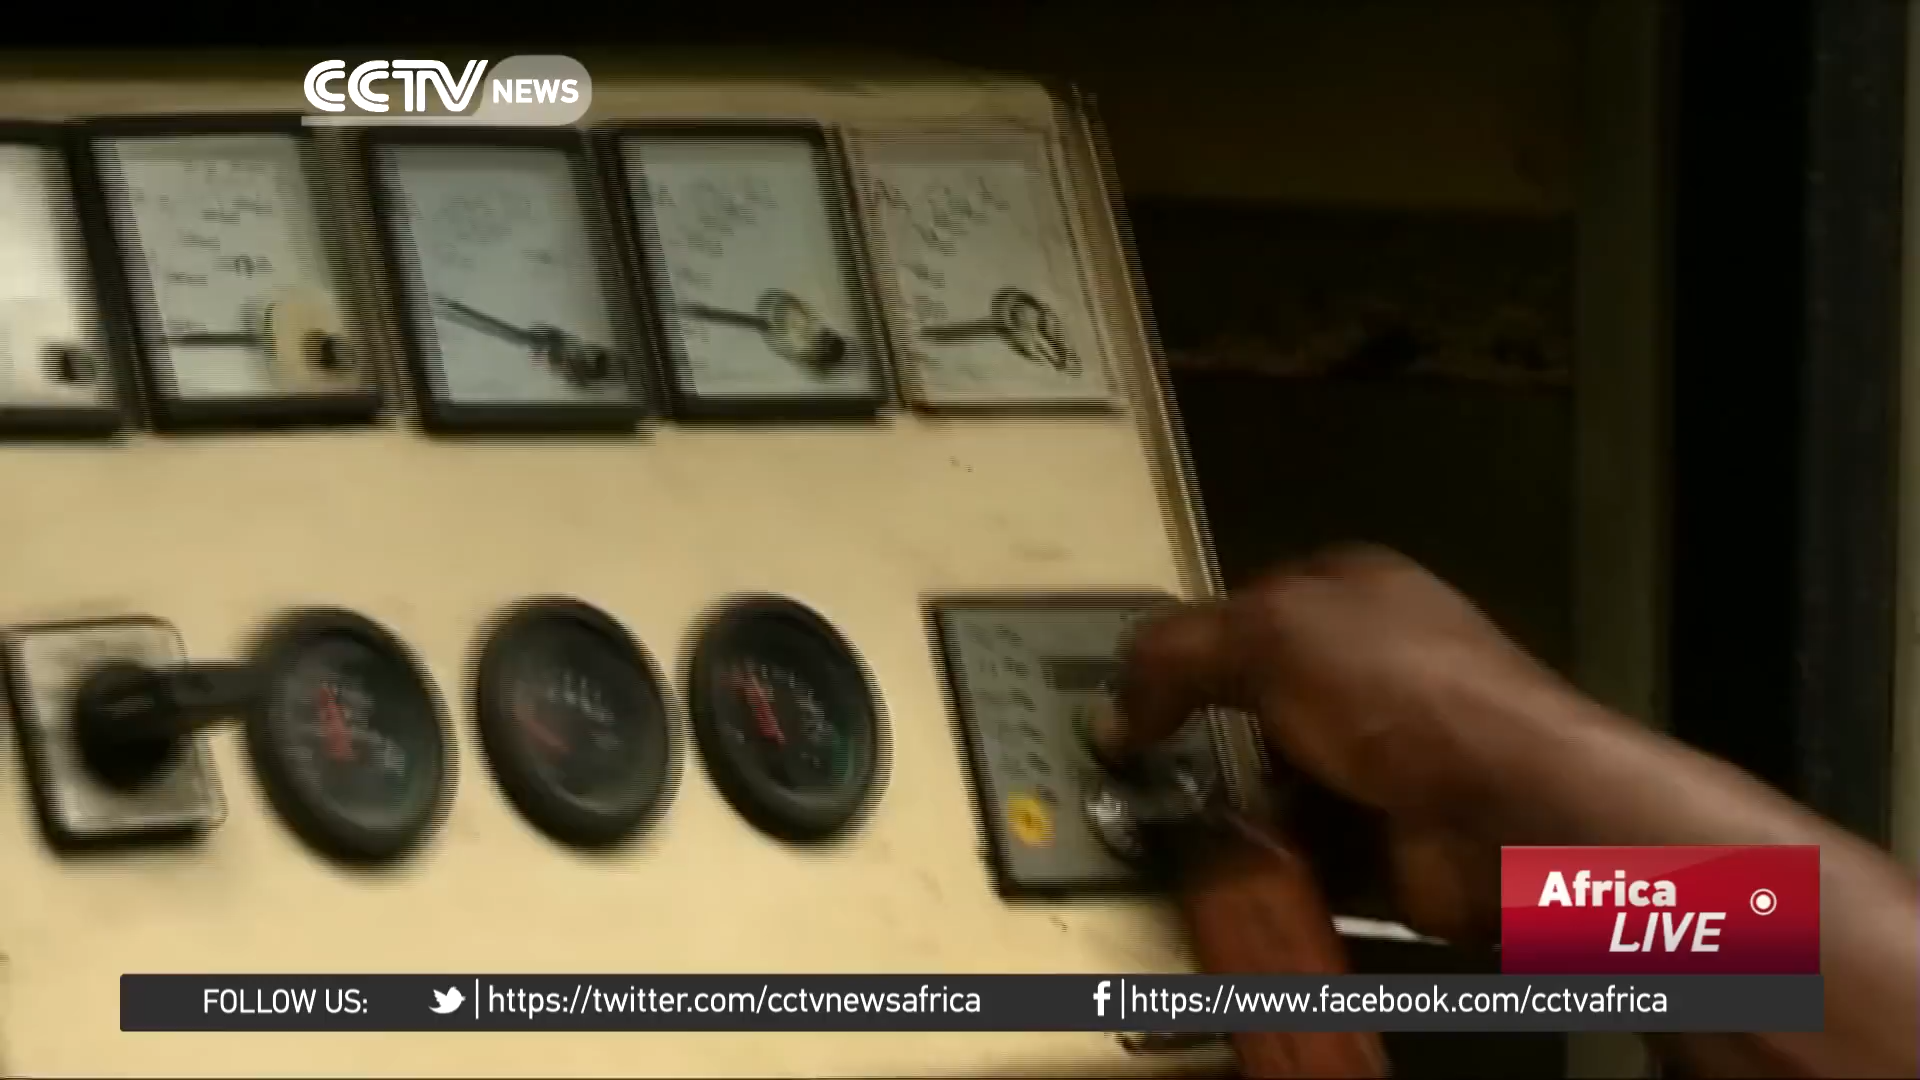 CCTV NEWS
Africa
LIVE
FOLLOW US: https://twitter.com/cctvnewsafrica https://www.facebook.com/cctvafrica